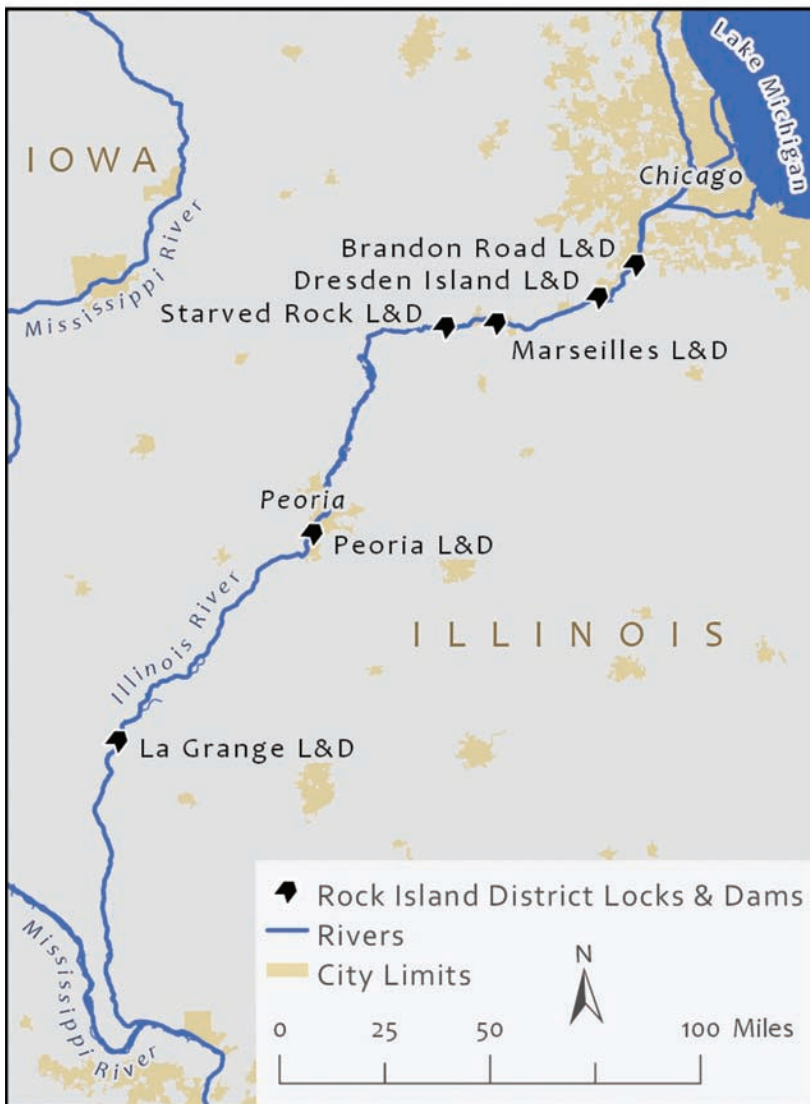 Lake Michigan
IOWA
Chicago
Mississippi River
Brandon Road L&D
Dresden Island L&D
Starved Rock L&D
Marseilles L&D
Peoria
Peoria L&D
Illinois River
ILLINOIS
La Grange L&D
Mississippi River
Rock Island District Locks & Dams
Rivers
City Limits
N
0 25 50 100 Miles